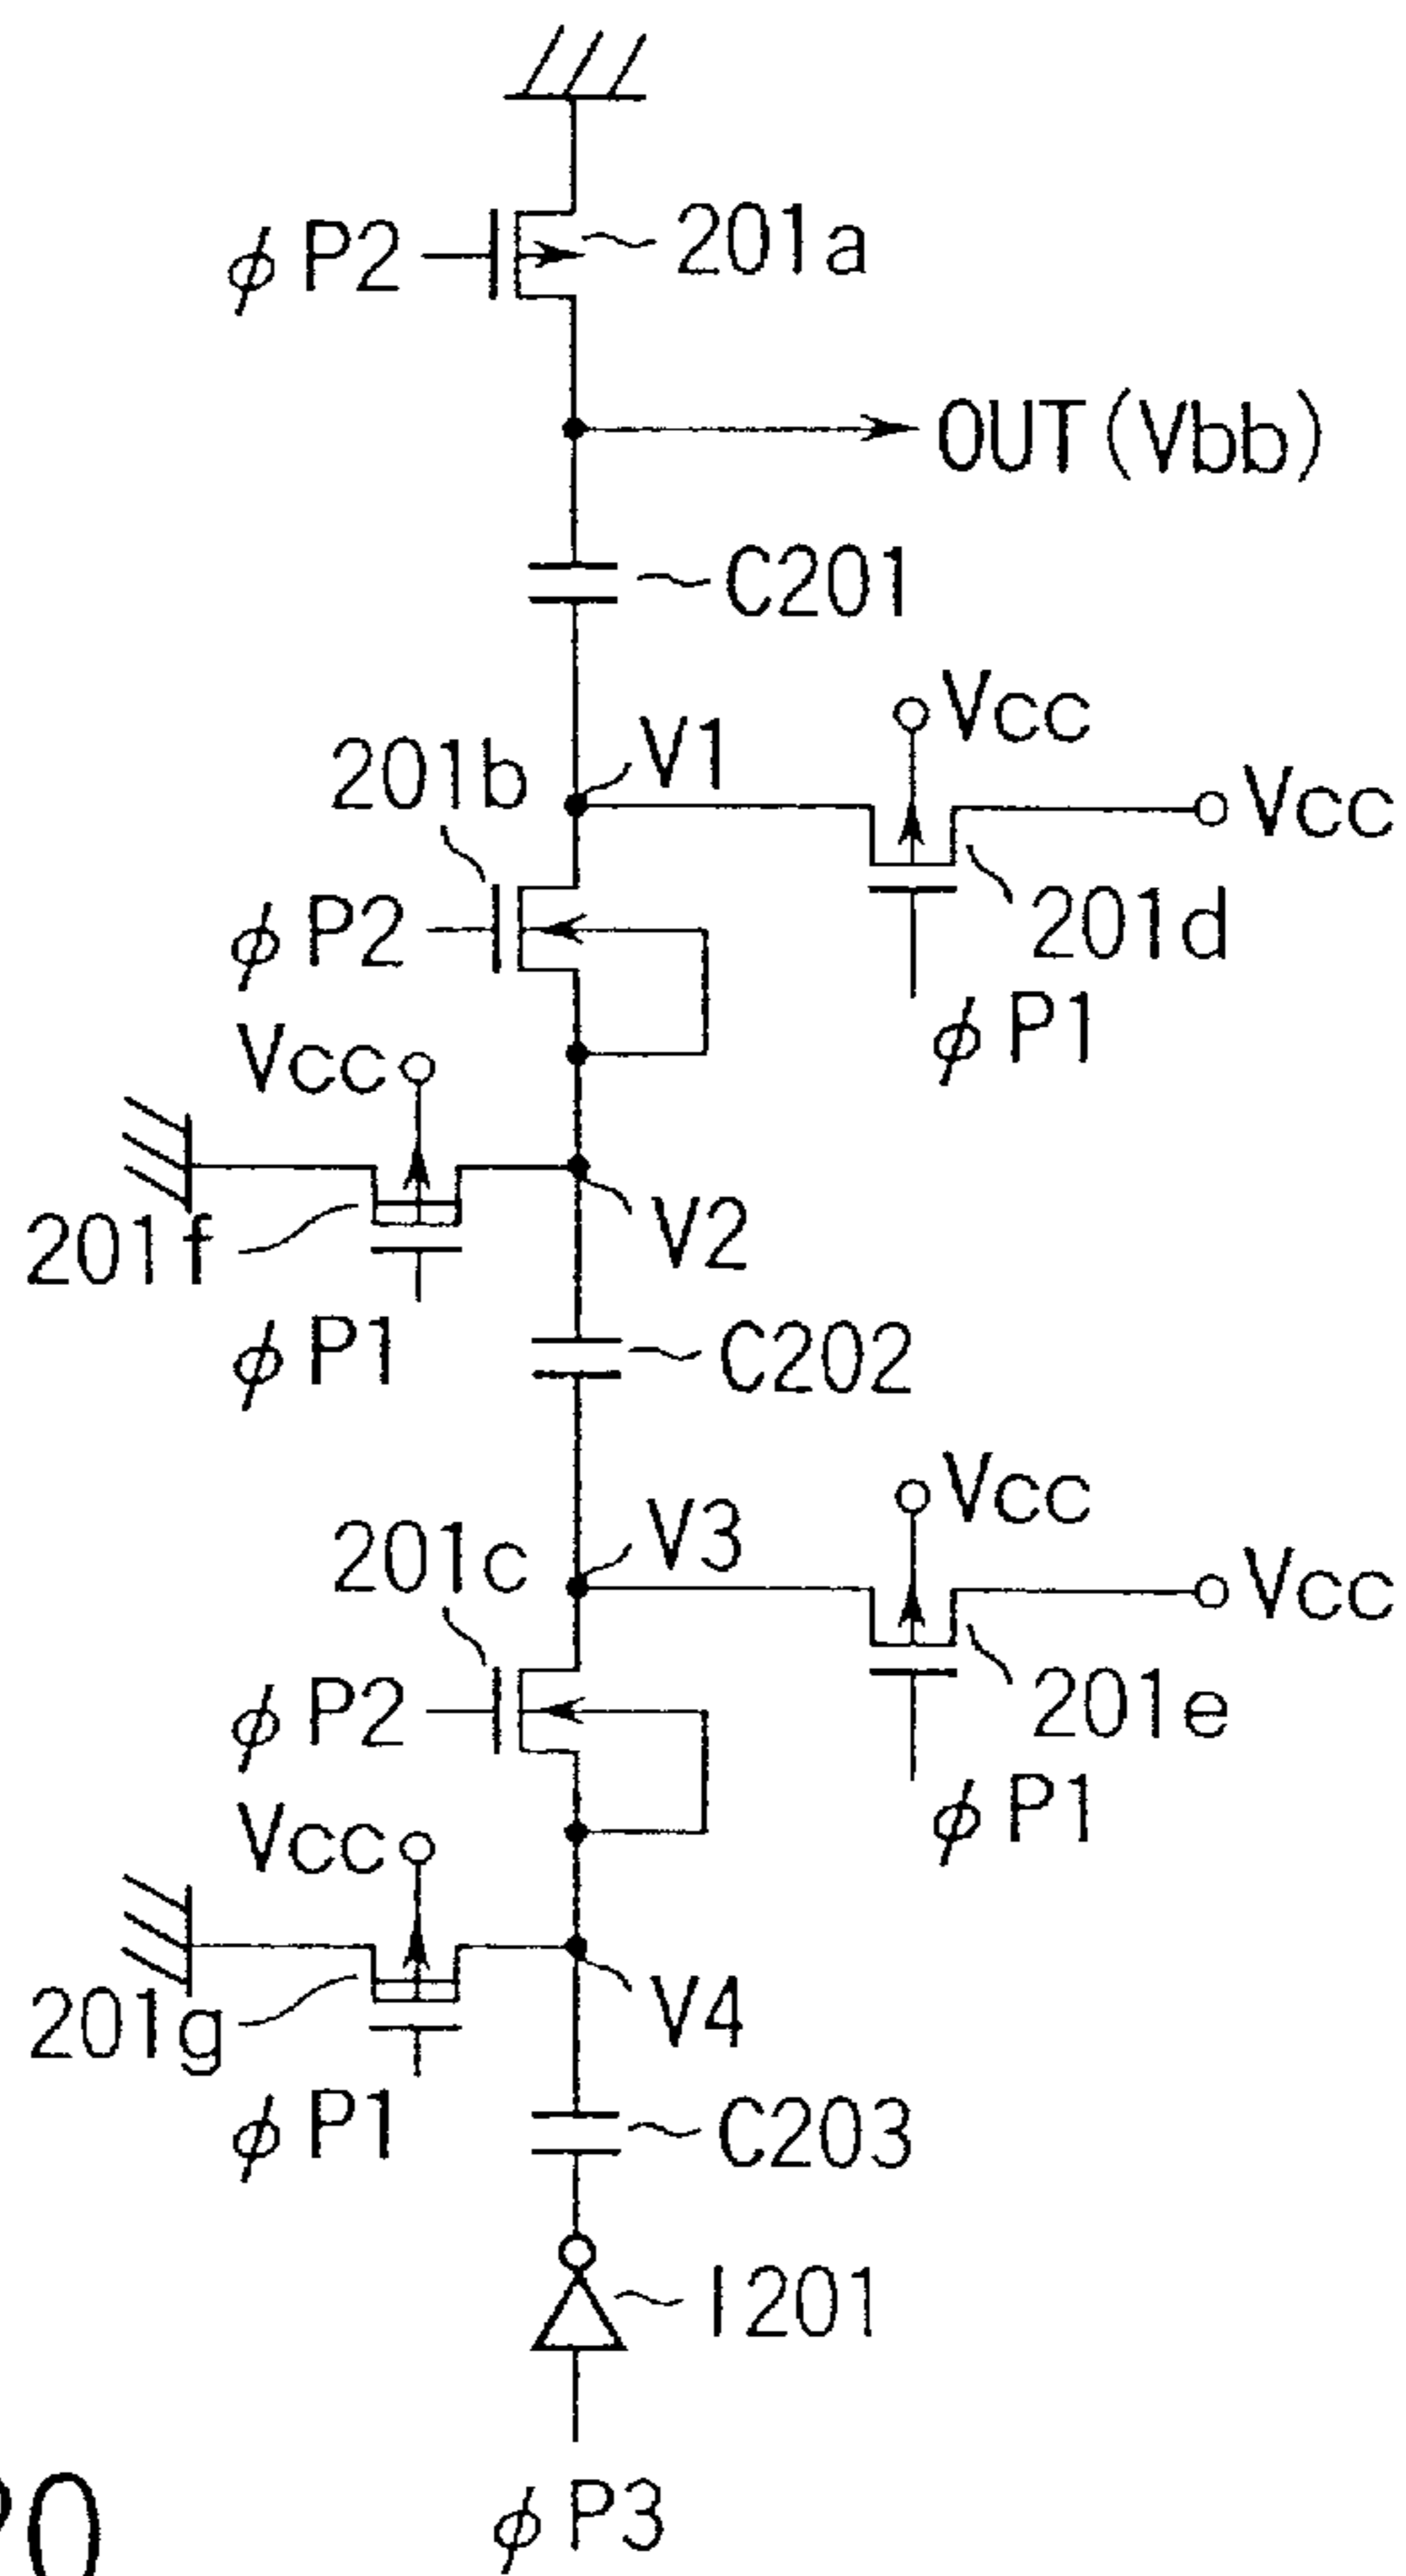 φP2
201a
OUT(Vbb)
C201
Vcc
V1
Vcc
201b
201d
φP2
φP1
Vcc
V2
201f
φP1
C202
Vcc
V3
Vcc
201c
201e
φP2
φP1
Vcc
V4
201g
φP1
C203
I201
φP3